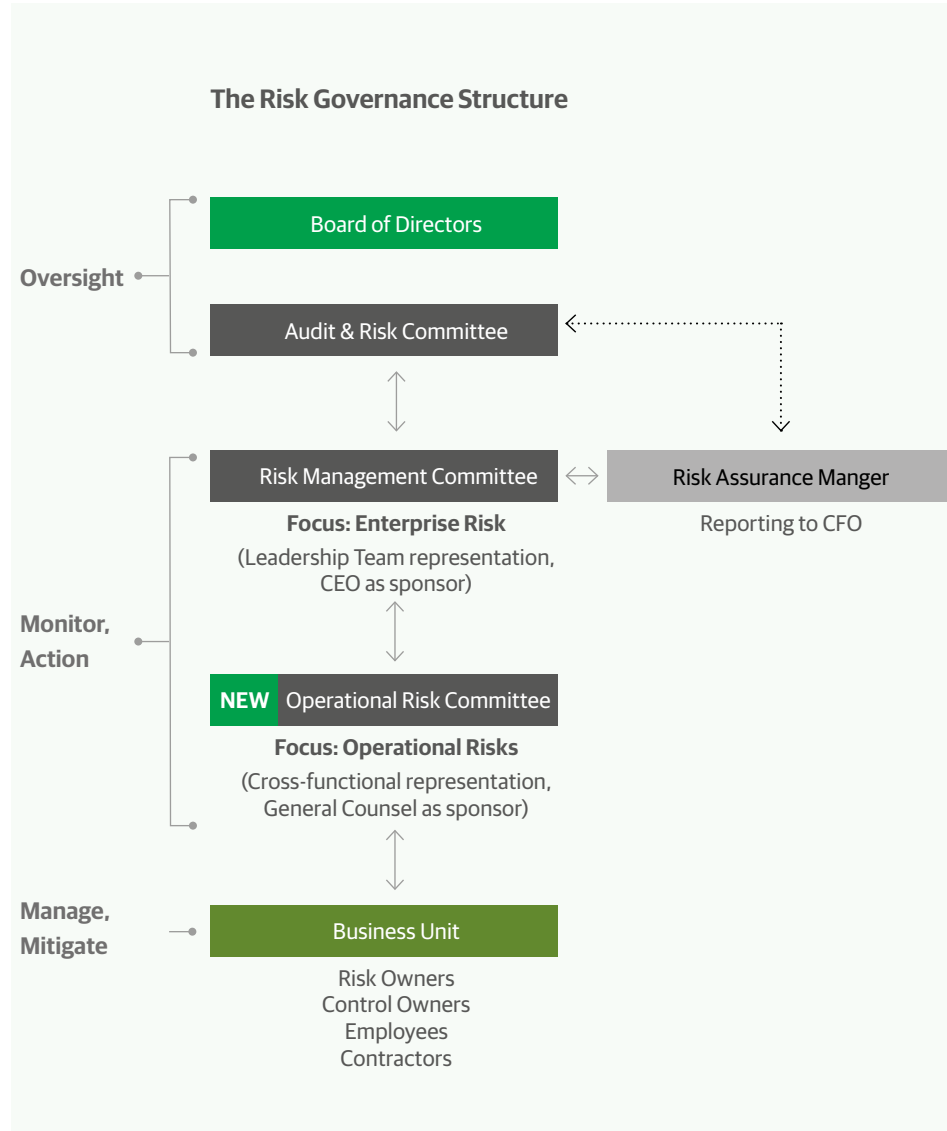 The Risk Governance Structure
Board of Directors
Oversight
Audit & Risk Committee
Risk Management Committee
Risk Assurance Manger
Focus: Enterprise Risk
Reporting to CFO
(Leadership Team representation,
CEO as sponsor)
Monitor,
Action
NEW Operational Risk Committee
Focus: Operational Risks
(Cross-functional representation,
General Counsel as sponsor)
Manage,
Mitigate
Business Unit
Risk Owners
Control Owners
Employees
Contractors